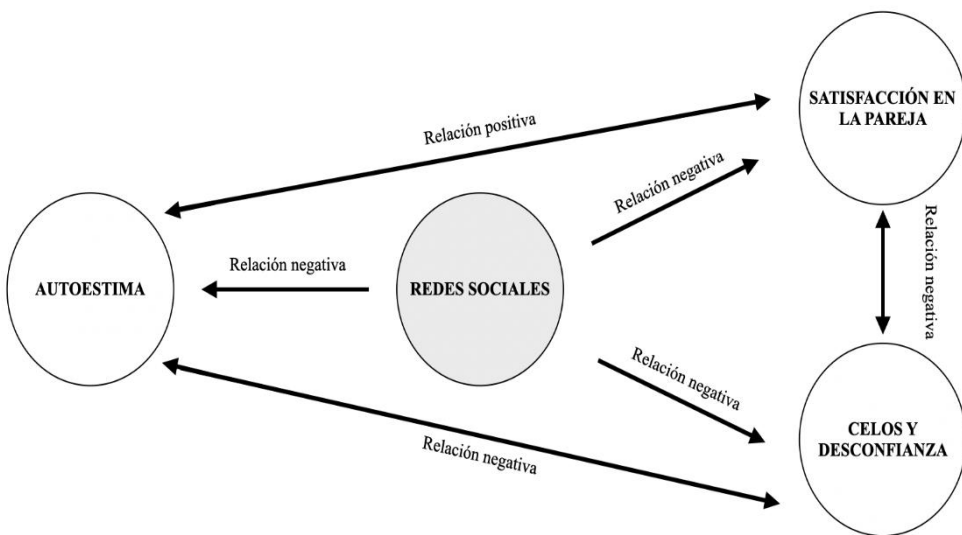 SATISFACCIÓN EN
LA PAREJA
Relación positiva
Relación negativa
Relación negativa
AUTOESTIMA
Relación negativa
REDES SOCIALES
Relación negativa
Relación negativa
CELOS Y
DESCONFIANZA